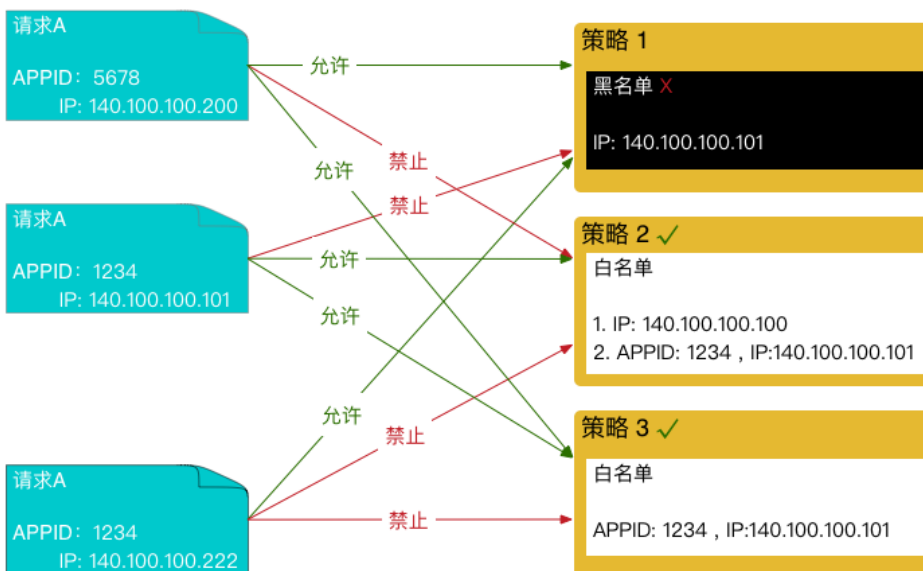 请求A
APPID：5678
IP: 140.100.100.200
请求A
APPID：1234
IP: 140.100.100.101
请求A
APPID：1234
IP: 140.100.100.222
允许
禁止
允许
禁止
允许
允许
允许
禁止
禁止
策略 1
黑名单 X
IP: 140.100.100.101
策略 2 ✓
白名单
1. IP: 140.100.100.100
2. APPID: 1234 , IP:140.100.100.101
策略 3 ✓
白名单
APPID: 1234 , IP:140.100.100.101